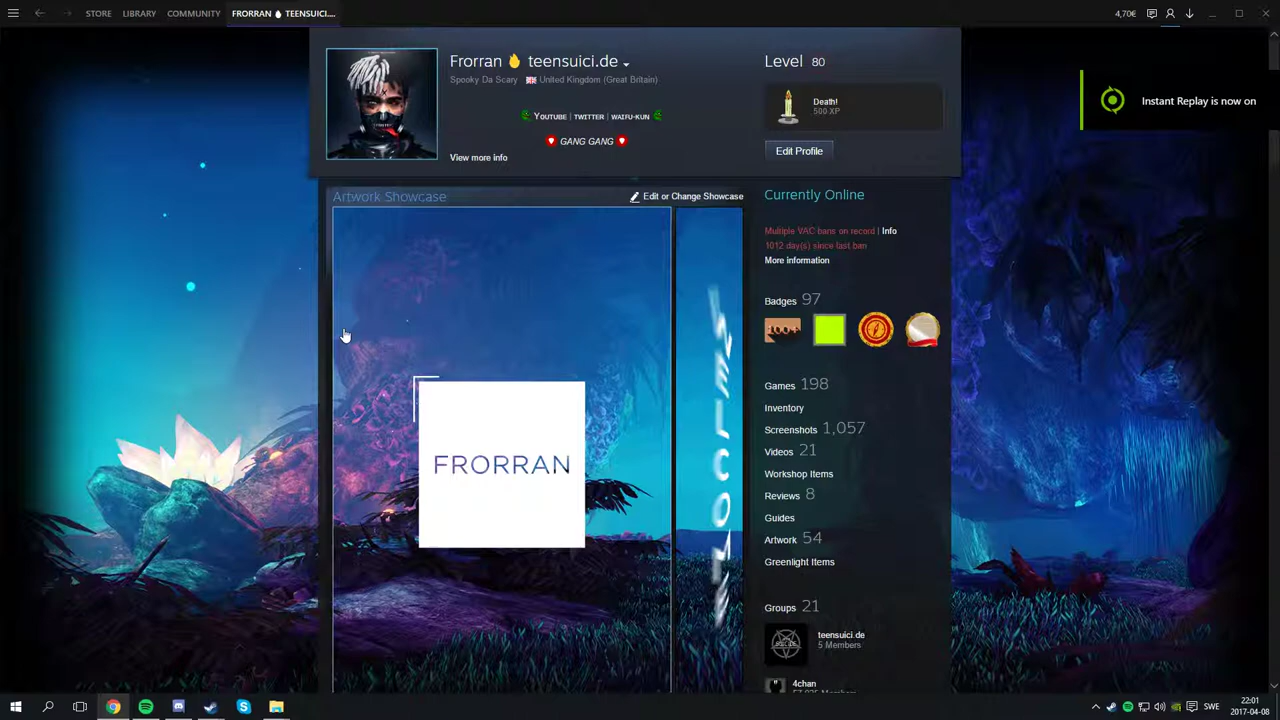 STORE LIBRARY COMMUNITY FRORRAN TEENSUICI.... 4,70€
Frorran teensuici.de
Spooky Da Scary United Kingdom (Great Britain)
YOUTUBE | TWITTER | WAIFU-KUN
GANG GANG
View more info
Level 80
Death!
500 XP
Edit Profile
Instant Replay is now on
Artwork Showcase Edit or Change Showcase
FRORRAN
Currently Online
Multiple VAC bans on record | Info
1012 day(s) since last ban
More information
Badges 97
100+
Games 198
Inventory
Screenshots 1,057
Videos 21
Workshop Items
Reviews 8
Guides
Artwork 54
Greenlight Items
Groups 21
teensuici.de
5 Members
4chan
SWE
22:01
2017-04-08